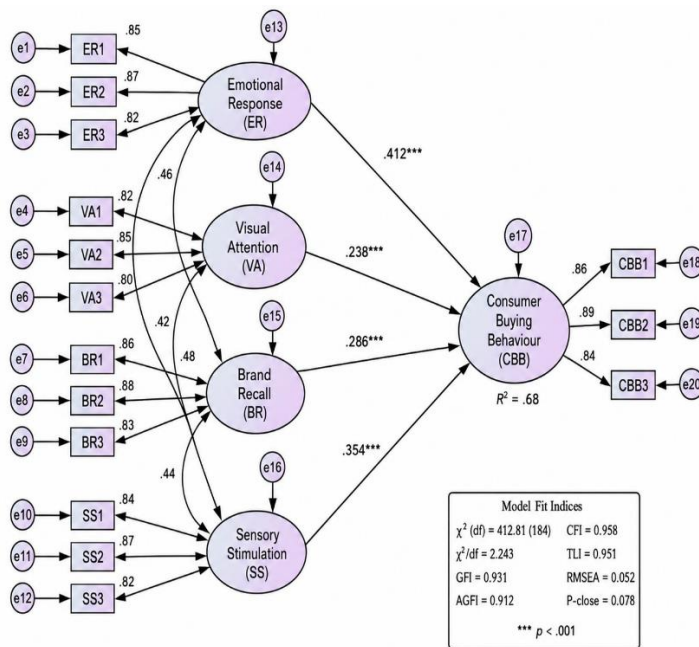 e13
e1
ER1
.85
e2
ER2
.87
e3
ER3
.82
Emotional
Response
(ER)
.46
.412***
e14
e4
VA1
.82
e5
VA2
.85
e6
VA3
.80
Visual
Attention
(VA)
.238***
e17
.42
.48
e15
e7
BR1
.86
e8
BR2
.88
e9
BR3
.83
Brand
Recall
(BR)
.286***
Consumer
Buying
Behaviour
(CBB)
R² = .68
.86
CBB1
e18
.89
CBB2
e19
.84
CBB3
e20
.44
.354***
e16
e10
SS1
.84
e11
SS2
.87
e12
SS3
.82
Sensory
Stimulation
(SS)
Model Fit Indices
χ² (df) = 412.81 (184) CFI = 0.958
χ²/df = 2.243 TLI = 0.951
GFI = 0.931 RMSEA = 0.052
AGFI = 0.912 P-close = 0.078
*** p < .001